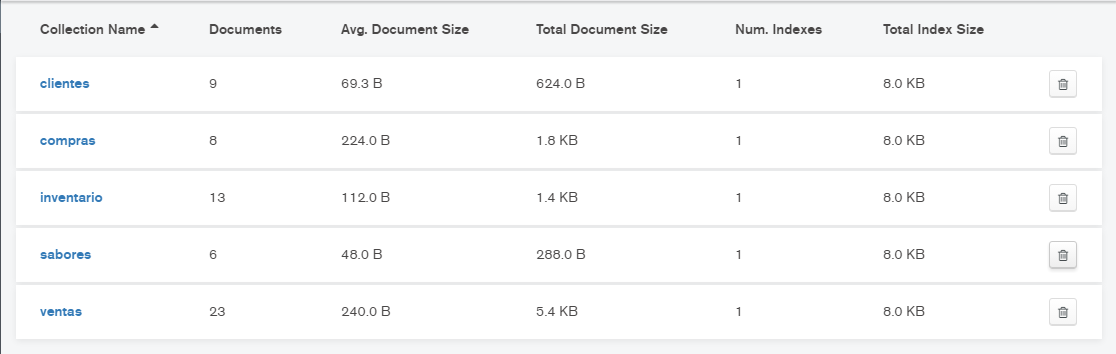 Collection Name Documents Avg. Document Size Total Document Size Num. Indexes Total Index Size
clientes 9 69.3 B 624.0 B 1 8.0 KB
compras 8 224.0 B 1.8 KB 1 8.0 KB
inventario 13 112.0 B 1.4 KB 1 8.0 KB
sabores 6 48.0 B 288.0 B 1 8.0 KB
ventas 23 240.0 B 5.4 KB 1 8.0 KB